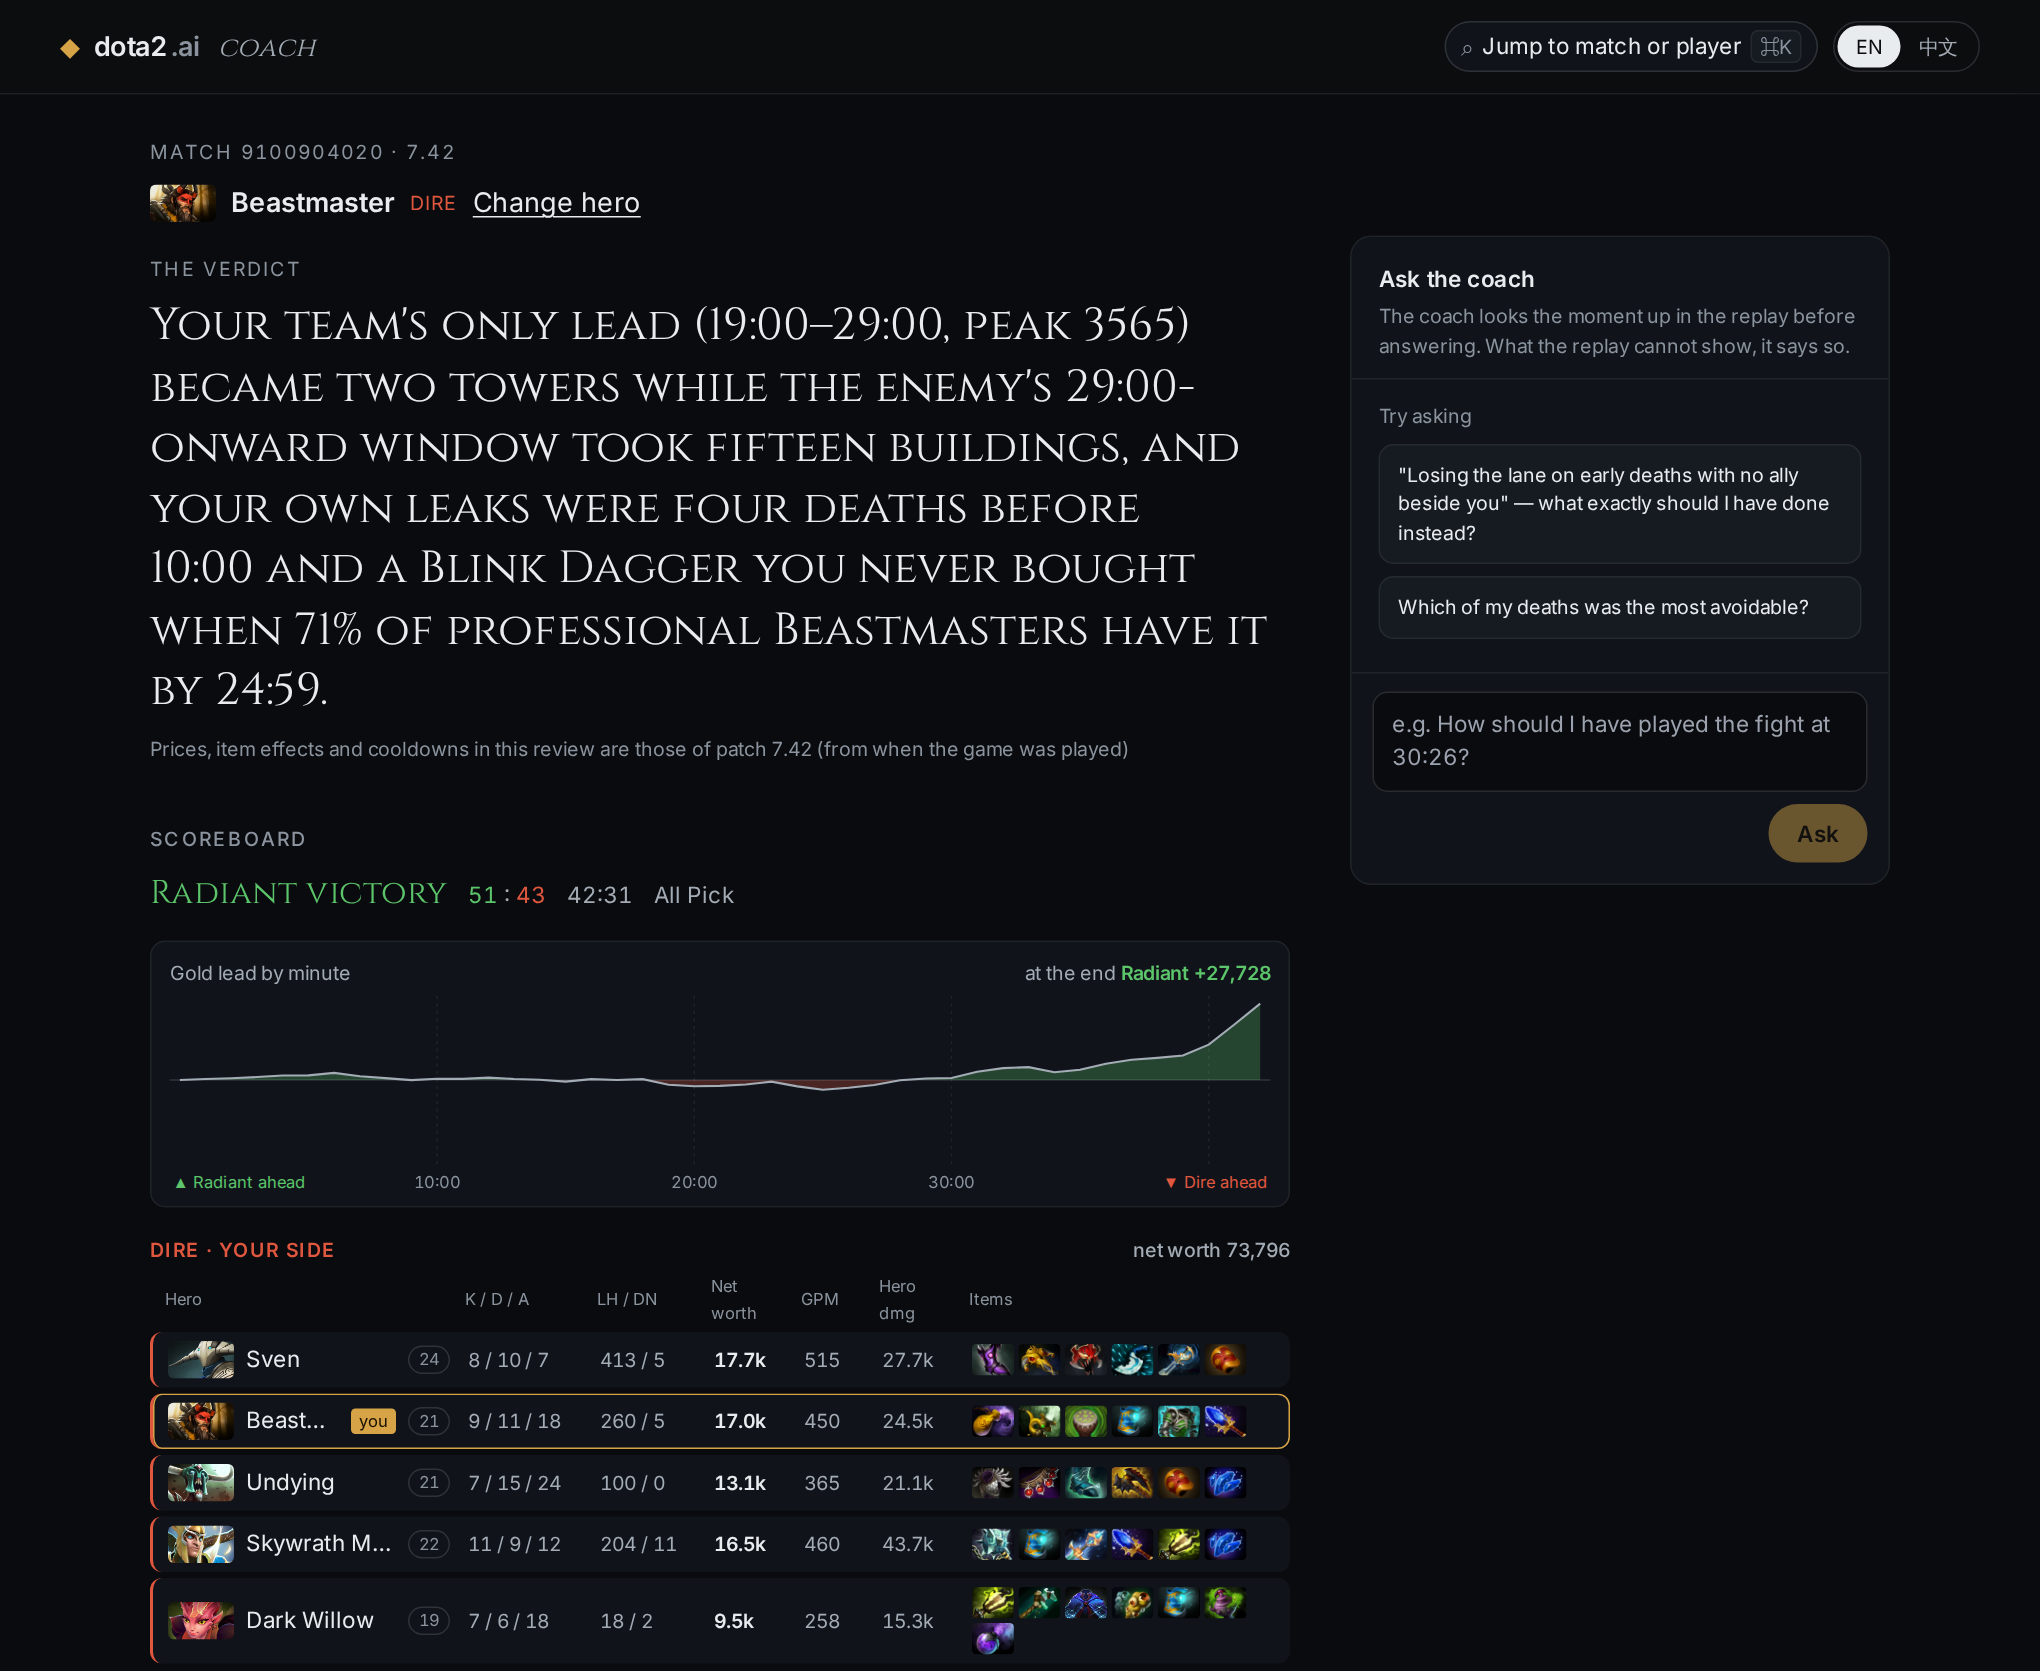 ◆ dota2.ai COACH
Jump to match or player ⌘K
EN 中文
MATCH 9100904020 · 7.42
Beastmaster DIRE Change hero
THE VERDICT
Your team's only lead (19:00–29:00, peak 3565)
became two towers while the enemy's 29:00-
onward window took fifteen buildings, and
your own leaks were four deaths before
10:00 and a Blink Dagger you never bought
when 71% of professional Beastmasters have it
by 24:59.
Prices, item effects and cooldowns in this review are those of patch 7.42 (from when the game was played)
Ask the coach
The coach looks the moment up in the replay before
answering. What the replay cannot show, it says so.
Try asking
"Losing the lane on early deaths with no ally
beside you" — what exactly should I have done
instead?
Which of my deaths was the most avoidable?
e.g. How should I have played the fight at
30:26?
Ask
SCOREBOARD
Radiant victory 51 : 43 42:31 All Pick
Gold lead by minute
at the end Radiant +27,728
▲ Radiant ahead 10:00 20:00 30:00 ▼ Dire ahead
DIRE · YOUR SIDE
net worth 73,796
Hero K / D / A LH / DN Net worth GPM Hero dmg Items
Sven 24 8 / 10 / 7 413 / 5 17.7k 515 27.7k
Beast... you 21 9 / 11 / 18 260 / 5 17.0k 450 24.5k
Undying 21 7 / 15 / 24 100 / 0 13.1k 365 21.1k
Skywrath M... 22 11 / 9 / 12 204 / 11 16.5k 460 43.7k
Dark Willow 19 7 / 6 / 18 18 / 2 9.5k 258 15.3k